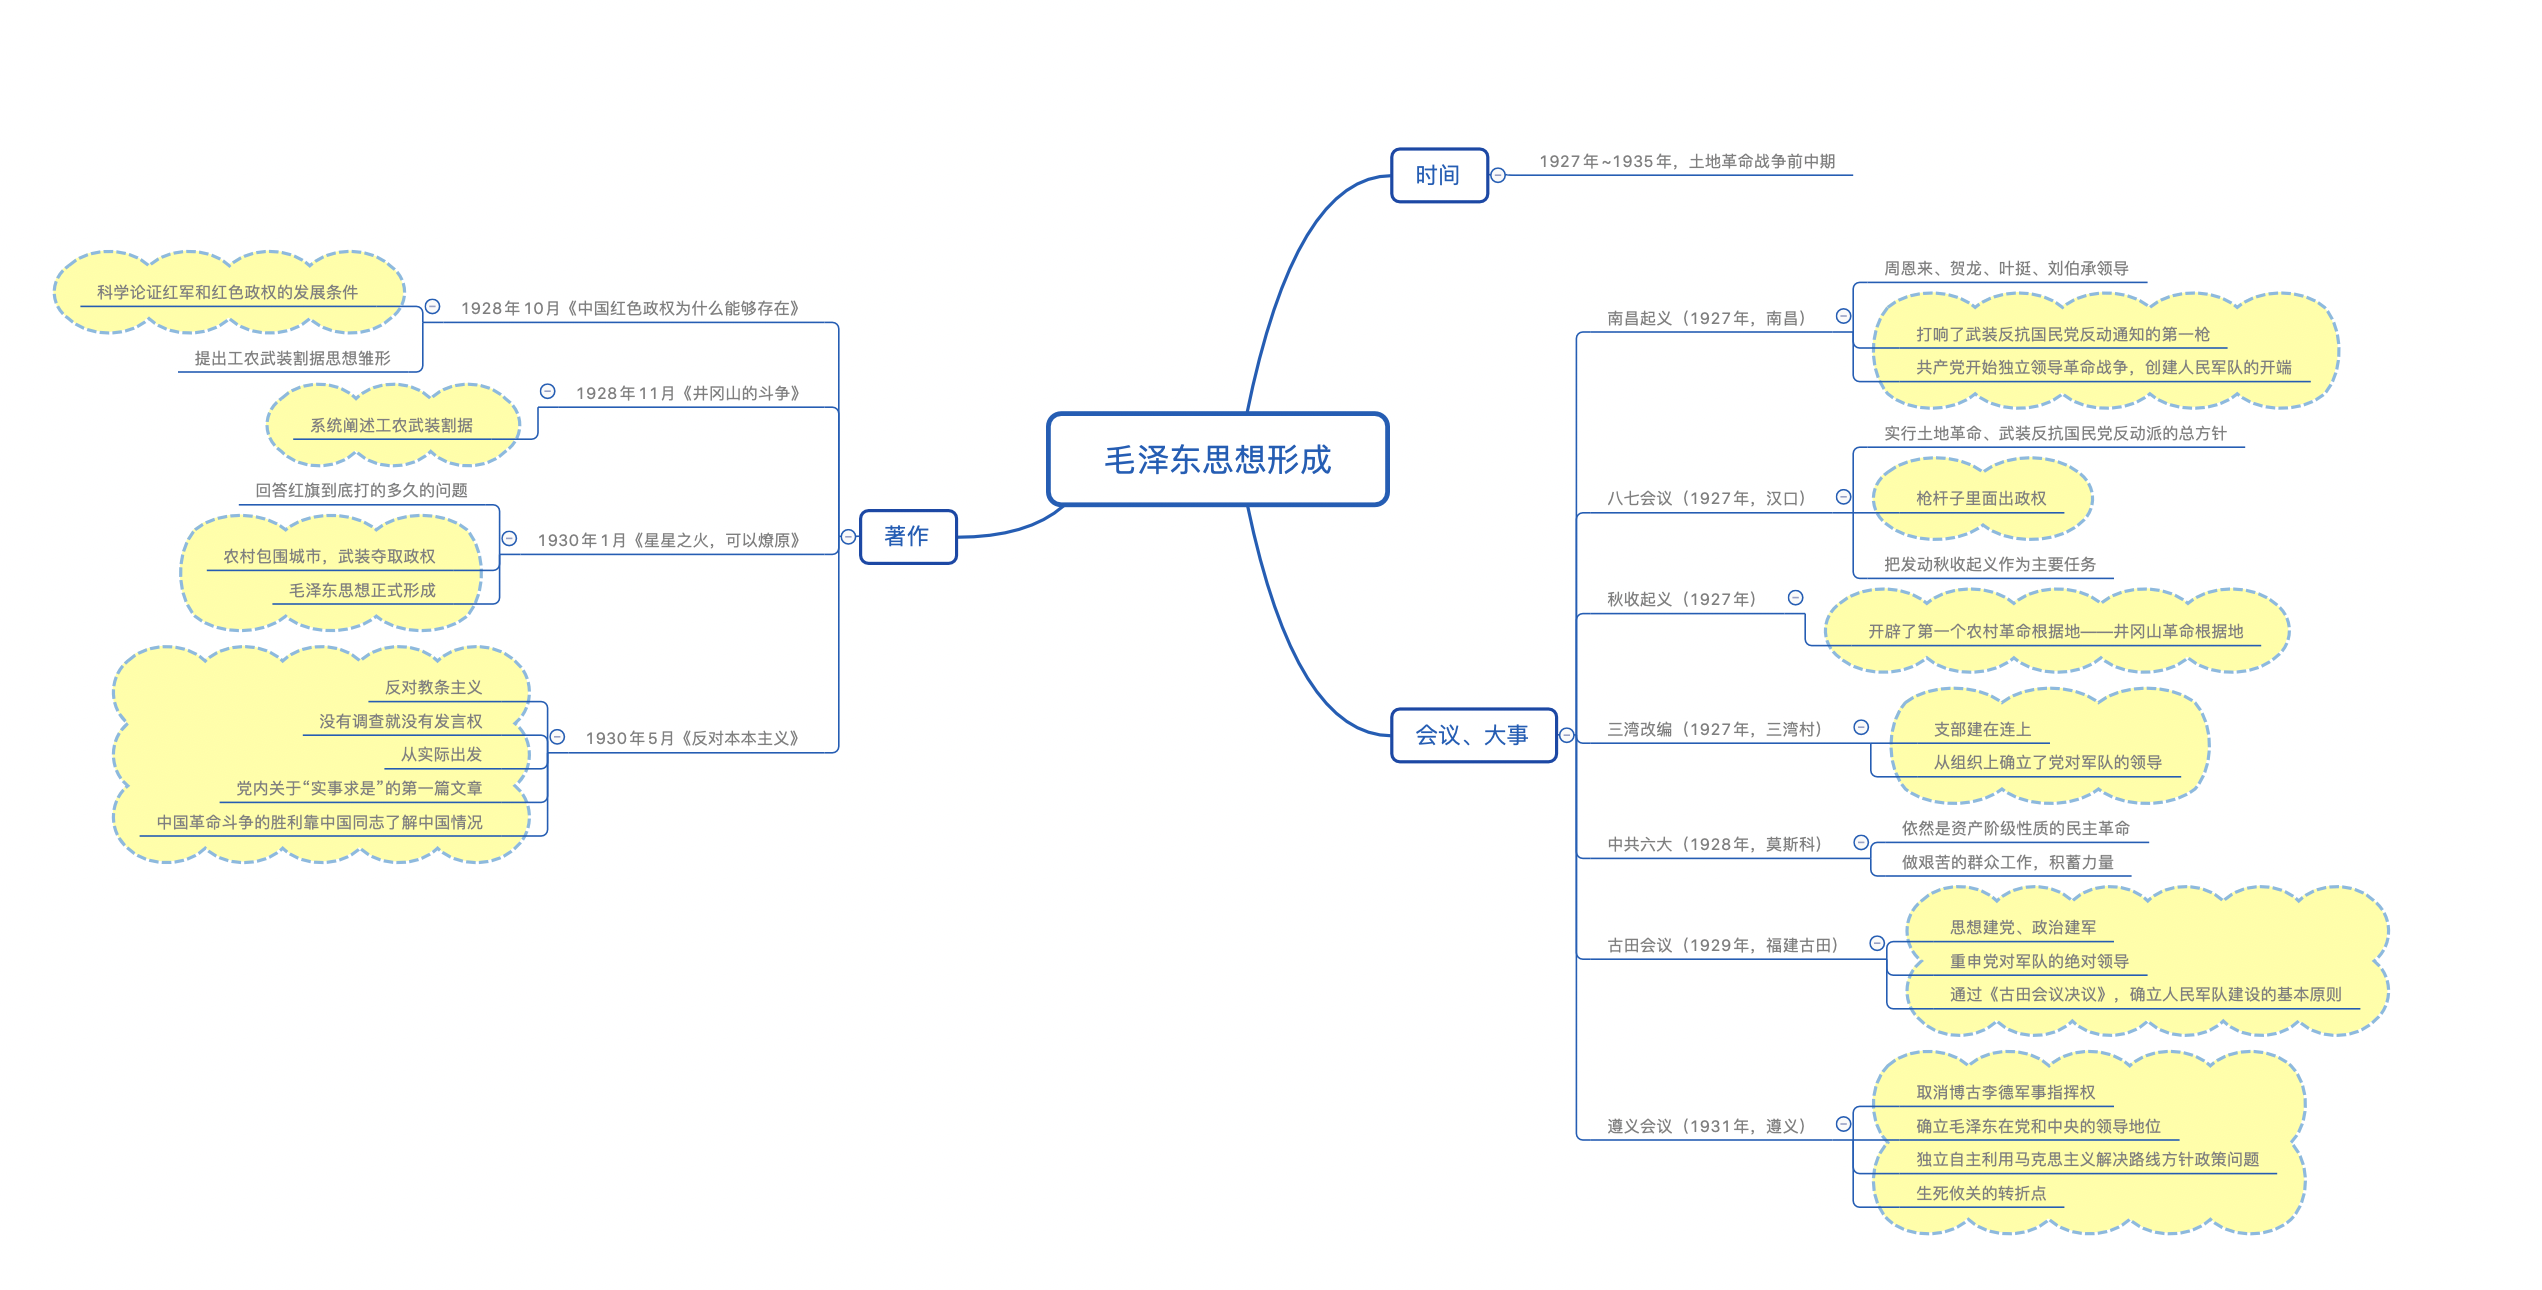 毛泽东思想形成
时间
1927年~1935年，土地革命战争前中期
会议、大事
南昌起义（1927年，南昌）
周恩来、贺龙、叶挺、刘伯承领导
打响了武装反抗国民党反动通知的第一枪
共产党开始独立领导革命战争，创建人民军队的开端
八七会议（1927年，汉口）
实行土地革命、武装反抗国民党反动派的总方针
枪杆子里面出政权
把发动秋收起义作为主要任务
秋收起义（1927年）
开辟了第一个农村革命根据地——井冈山革命根据地
三湾改编（1927年，三湾村）
支部建在连上
从组织上确立了党对军队的领导
中共六大（1928年，莫斯科）
依然是资产阶级性质的民主革命
做艰苦的群众工作，积蓄力量
古田会议（1929年，福建古田）
思想建党、政治建军
重申党对军队的绝对领导
通过《古田会议决议》，确立人民军队建设的基本原则
遵义会议（1931年，遵义）
取消博古李德军事指挥权
确立毛泽东在党和中央的领导地位
独立自主利用马克思主义解决路线方针政策问题
生死攸关的转折点
著作
1928年10月《中国红色政权为什么能够存在》
科学论证红军和红色政权的发展条件
提出工农武装割据思想雏形
1928年11月《井冈山的斗争》
系统阐述工农武装割据
1930年1月《星星之火，可以燎原》
回答红旗到底打的多久的问题
农村包围城市，武装夺取政权
毛泽东思想正式形成
1930年5月《反对本本主义》
反对教条主义
没有调查就没有发言权
从实际出发
党内关于“实事求是”的第一篇文章
中国革命斗争的胜利靠中国同志了解中国情况